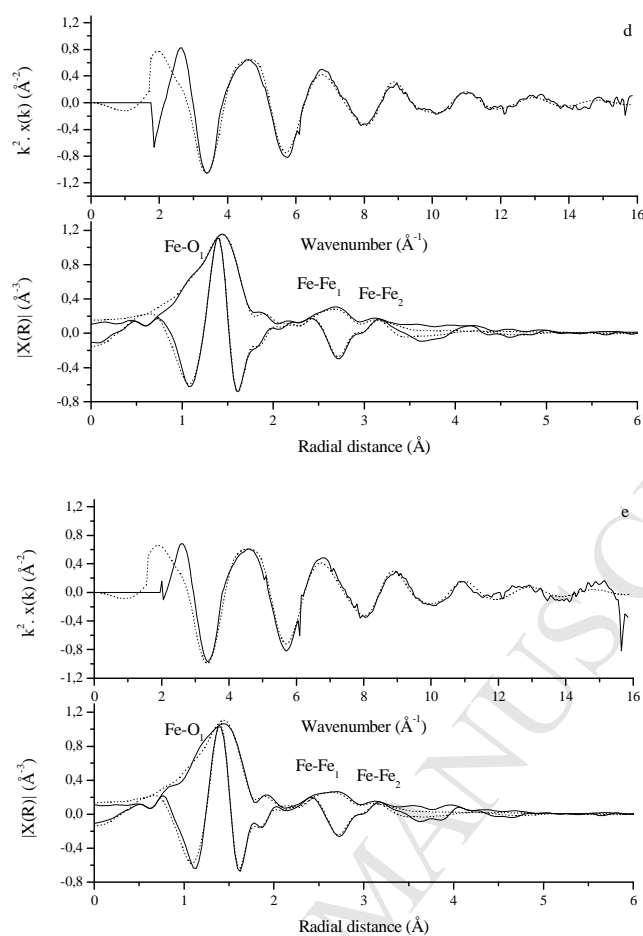 d
1,2
0,8
0,4
0,0
-0,4
-0,8
-1,2
k². x(k) (Å⁻²)
0 2 4 6 8 10 12 14 16
Wavenumber (Å⁻¹)
1,2
0,8
0,4
0,0
-0,4
-0,8
|X(R)| (Å⁻³)
Fe-O₁
Fe-Fe₁
Fe-Fe₂
0 1 2 3 4 5 6
Radial distance (Å)
e
1,2
0,8
0,4
0,0
-0,4
-0,8
-1,2
k². x(k) (Å⁻²)
0 2 4 6 8 10 12 14 16
Wavenumber (Å⁻¹)
1,2
0,8
0,4
0,0
-0,4
-0,8
|X(R)| (Å⁻³)
Fe-O₁
Fe-Fe₁
Fe-Fe₂
0 1 2 3 4 5 6
Radial distance (Å)
MANUSC